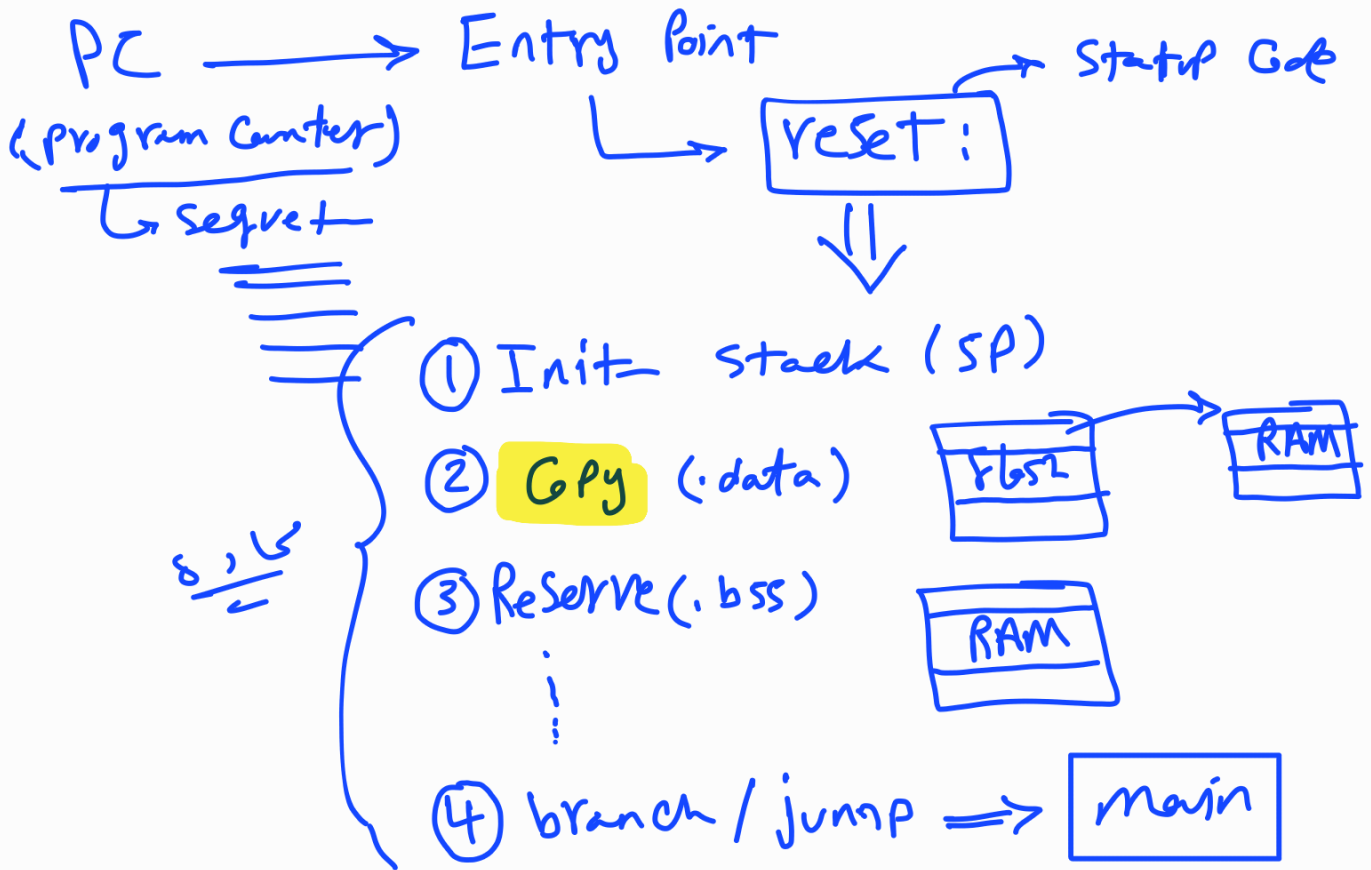 PC → Entry Point
(program Counter)
reset :
Startup Code
① Init stack (SP)
② Copy (.data)
RAM
③ Reserve (.bss)
RAM
④ branch / jump ⇒ main